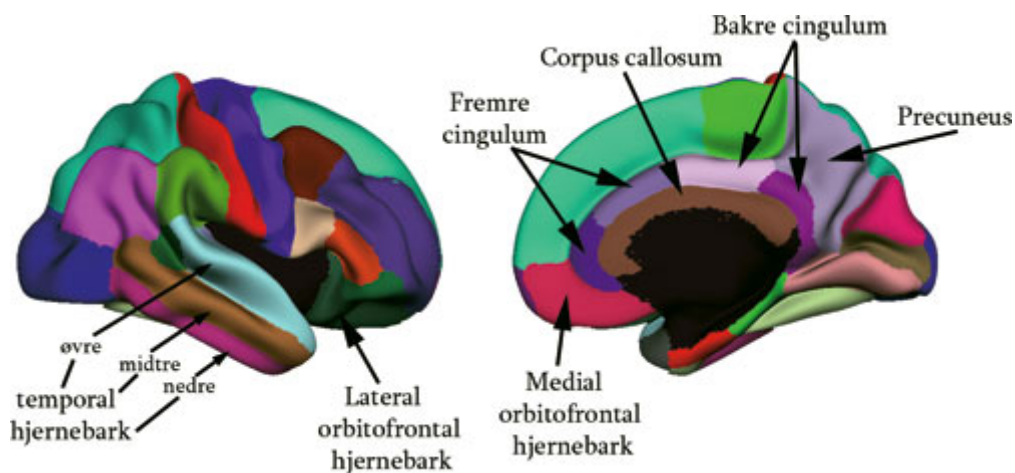 øvre
midtre
nedre
temporal
hjernebark
Lateral
orbitofrontal
hjernebark
Fremre
cingulum
Corpus callosum
Bakre cingulum
Precuneus
Medial
orbitofrontal
hjernebark